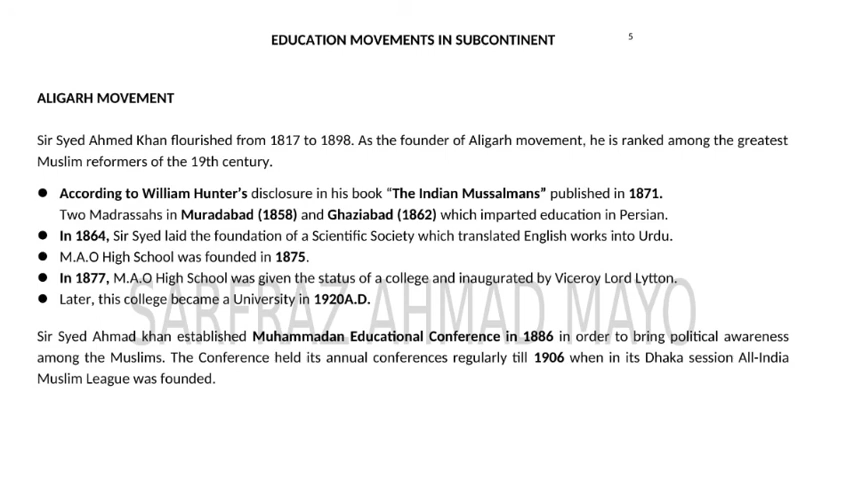 EDUCATION MOVEMENTS IN SUBCONTINENT 5
ALIGARH MOVEMENT
Sir Syed Ahmed Khan flourished from 1817 to 1898. As the founder of Aligarh movement, he is ranked among the greatest
Muslim reformers of the 19th century.
● According to William Hunter’s disclosure in his book “The Indian Mussalmans” published in 1871.
Two Madrassahs in Muradabad (1858) and Ghaziabad (1862) which imparted education in Persian.
● In 1864, Sir Syed laid the foundation of a Scientific Society which translated English works into Urdu.
● M.A.O High School was founded in 1875.
● In 1877, M.A.O High School was given the status of a college and inaugurated by Viceroy Lord Lytton.
● Later, this college became a University in 1920A.D.
SARFRAZ AHMAD MAYO
Sir Syed Ahmad khan established Muhammadan Educational Conference in 1886 in order to bring political awareness
among the Muslims. The Conference held its annual conferences regularly till 1906 when in its Dhaka session All-India
Muslim League was founded.